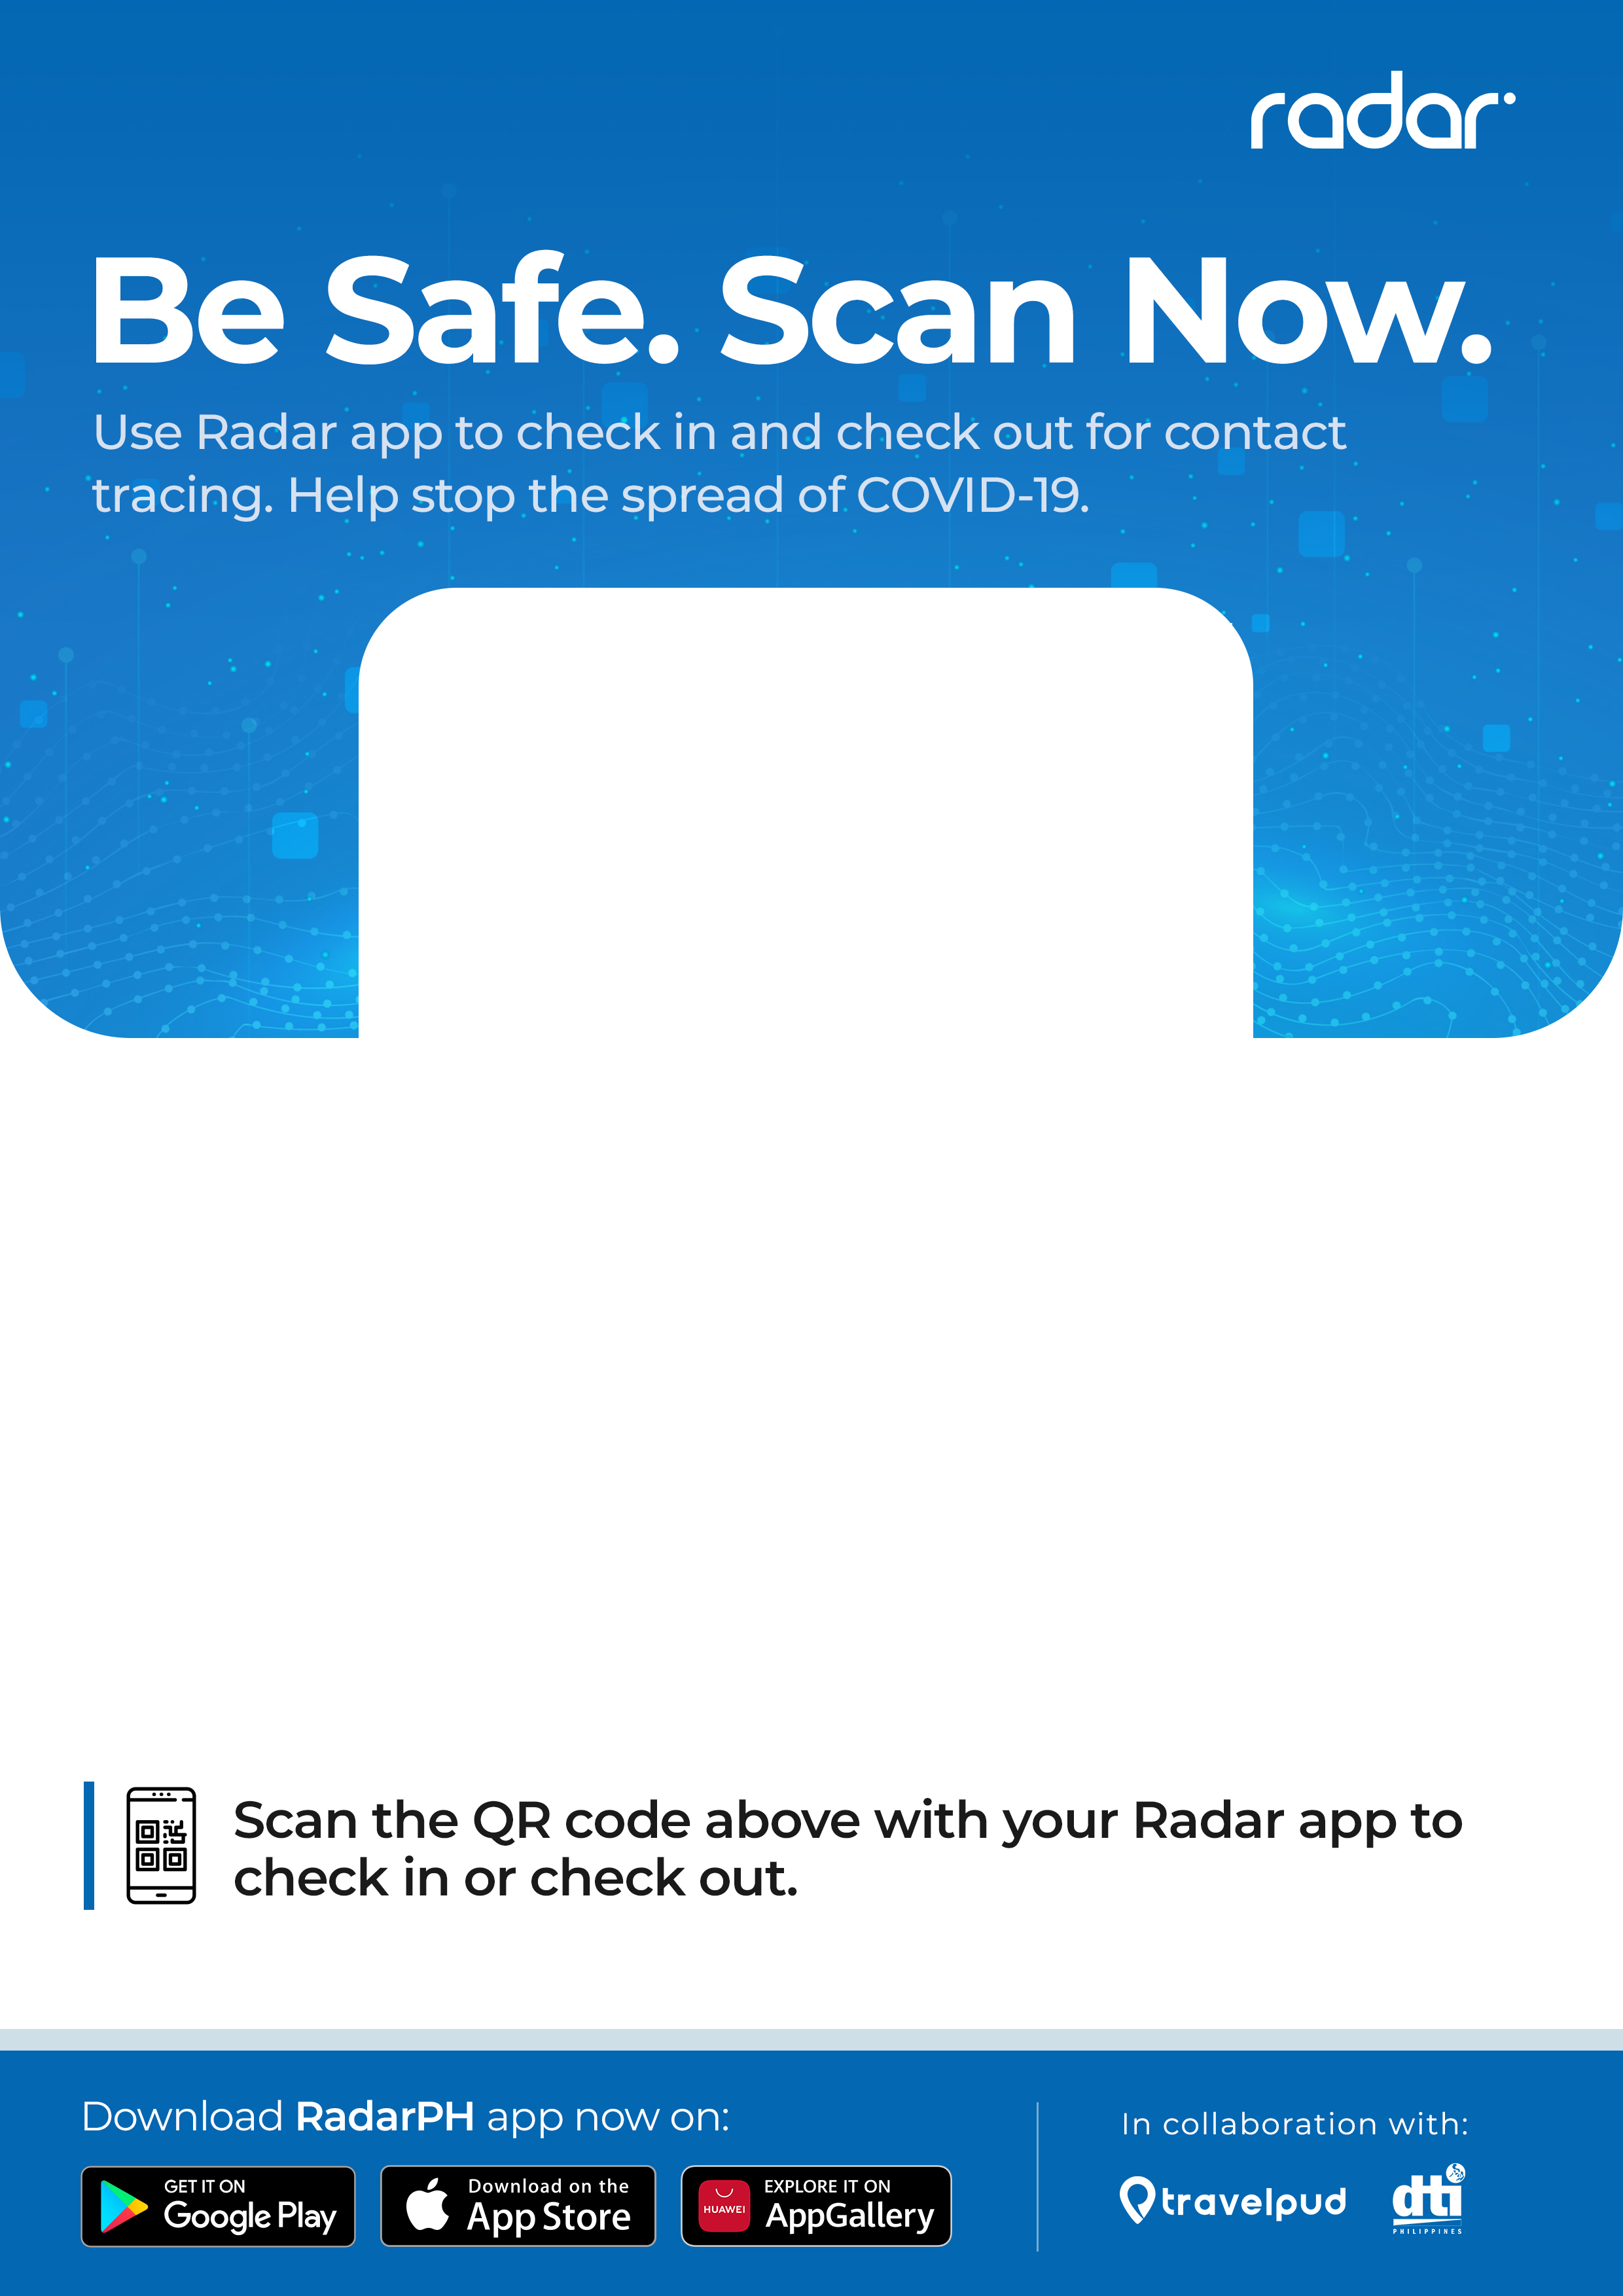 radar
Be Safe. Scan Now.
Use Radar app to check in and check out for contact
tracing. Help stop the spread of COVID-19.
Scan the QR code above with your Radar app to
check in or check out.
Download RadarPH app now on:
GET IT ON
Google Play
Download on the
App Store
HUAWEI
EXPLORE IT ON
AppGallery
In collaboration with:
travelpud
dti
PHILIPPINES